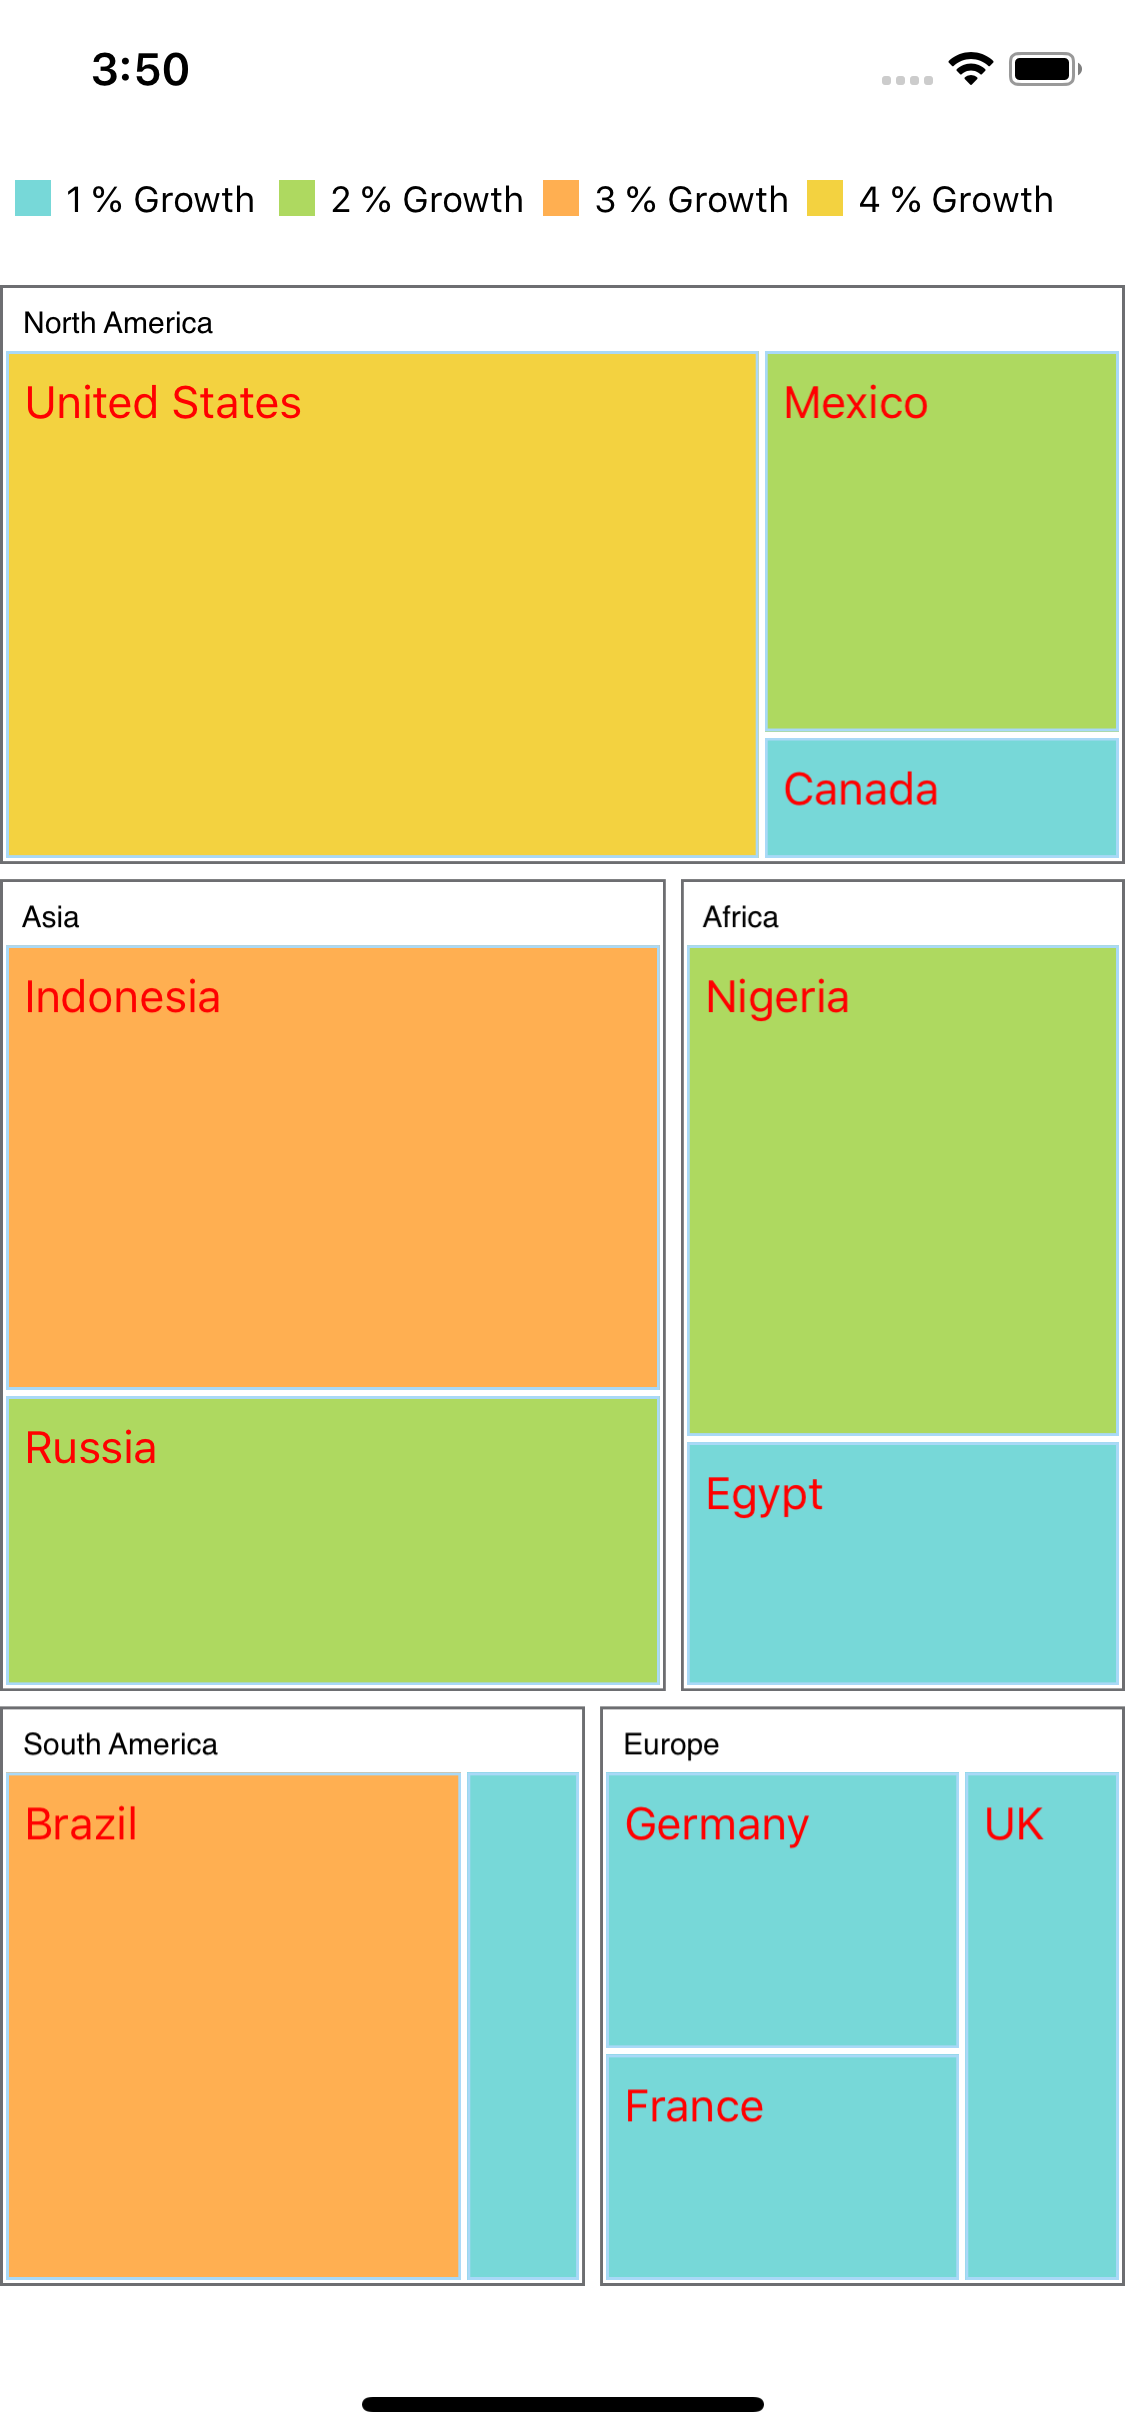 3:50
1 % Growth 2 % Growth 3 % Growth 4 % Growth
North America
United States
Mexico
Canada
Asia
Africa
Indonesia
Nigeria
Russia
Egypt
South America
Europe
Brazil
Germany
UK
France